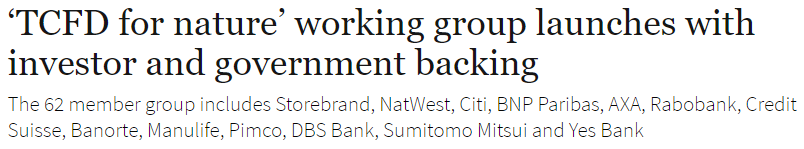 ‘TCFD for nature’ working group launches with
investor and government backing
The 62 member group includes Storebrand, NatWest, Citi, BNP Paribas, AXA, Rabobank, Credit
Suisse, Banorte, Manulife, Pimco, DBS Bank, Sumitomo Mitsui and Yes Bank